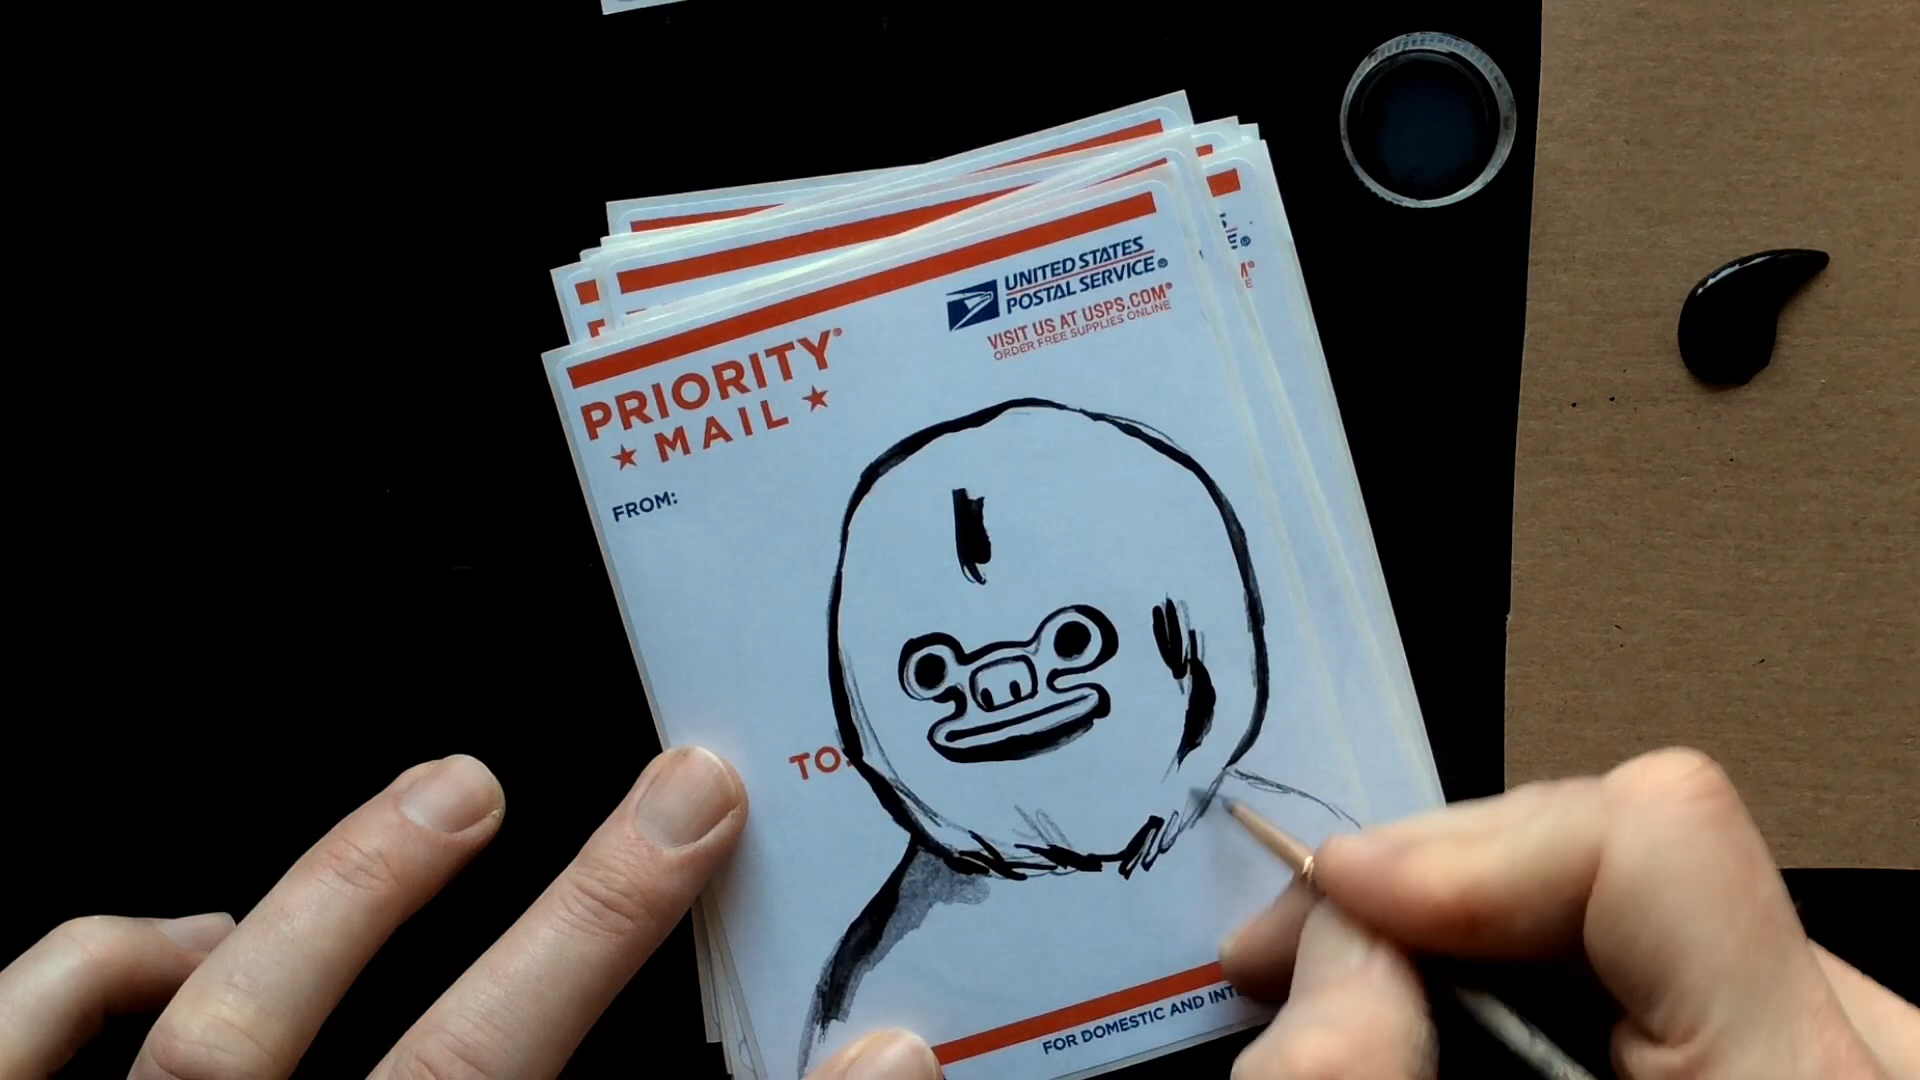 UNITED STATES
POSTAL SERVICE®
VISIT US AT USPS.COM®
ORDER FREE SUPPLIES ONLINE
PRIORITY®
★ MAIL ★
FROM:
TO:
FOR DOMESTIC AND INT
E®
M®
E